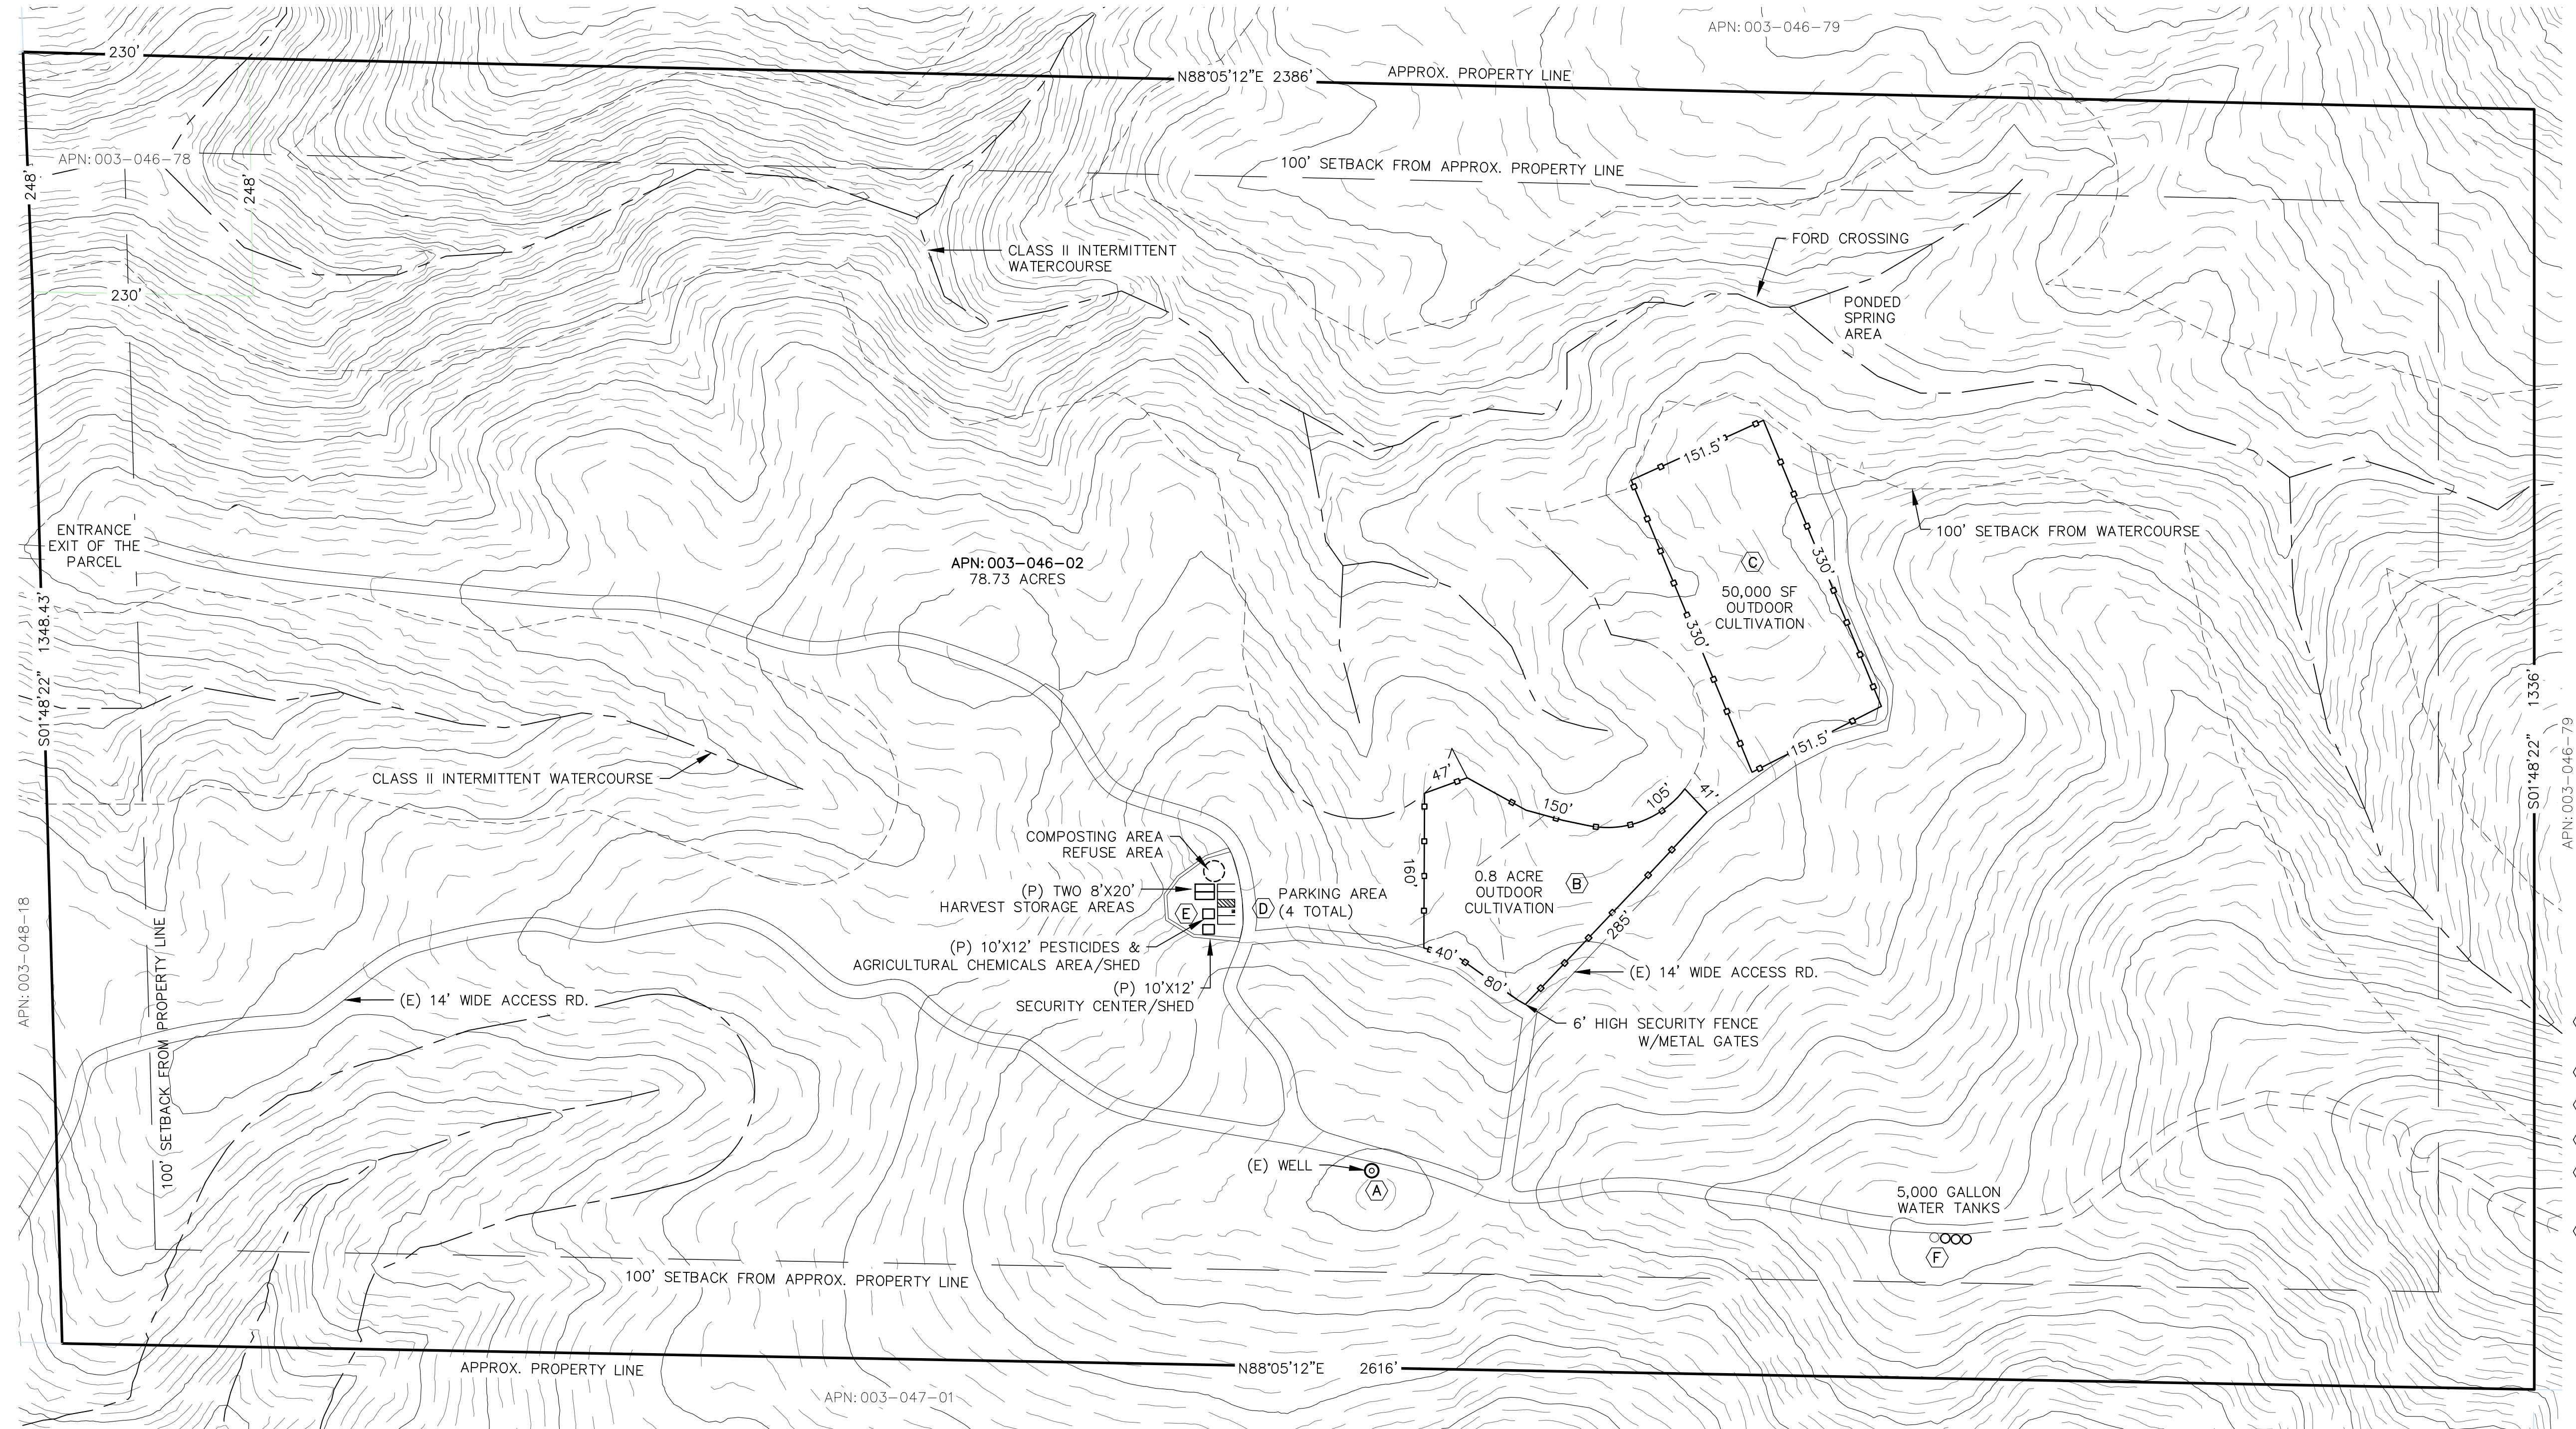 APN: 003-046-79
230'
N88°05'12"E 2386'
APPROX. PROPERTY LINE
APN: 003-046-78
248'
248'
100' SETBACK FROM APPROX. PROPERTY LINE
FORD CROSSING
CLASS II INTERMITTENT
WATERCOURSE
230'
PONDED
SPRING
AREA
151.5'
ENTRANCE
EXIT OF THE
PARCEL
100' SETBACK FROM WATERCOURSE
APN: 003-046-02
78.73 ACRES
C
330'
50,000 SF
OUTDOOR
CULTIVATION
330'
S01°48'22" 1348.43'
1336'
S01°48'22"
APN: 003-046-79
151.5'
CLASS II INTERMITTENT WATERCOURSE
47'
150'
105'
41'
COMPOSTING AREA
REFUSE AREA
160'
0.8 ACRE
OUTDOOR
CULTIVATION
B
(P) TWO 8'X20'
HARVEST STORAGE AREAS
E
D
PARKING AREA
(4 TOTAL)
285'
(P) 10'X12' PESTICIDES &
AGRICULTURAL CHEMICALS AREA/SHED
40'
80'
(E) 14' WIDE ACCESS RD.
(P) 10'X12'
SECURITY CENTER/SHED
APN: 003-048-18
100' SETBACK FROM PROPERTY LINE
(E) 14' WIDE ACCESS RD.
6' HIGH SECURITY FENCE
W/METAL GATES
(E) WELL
A
5,000 GALLON
WATER TANKS
F
100' SETBACK FROM APPROX. PROPERTY LINE
APPROX. PROPERTY LINE
N88°05'12"E 2616'
APN: 003-047-01